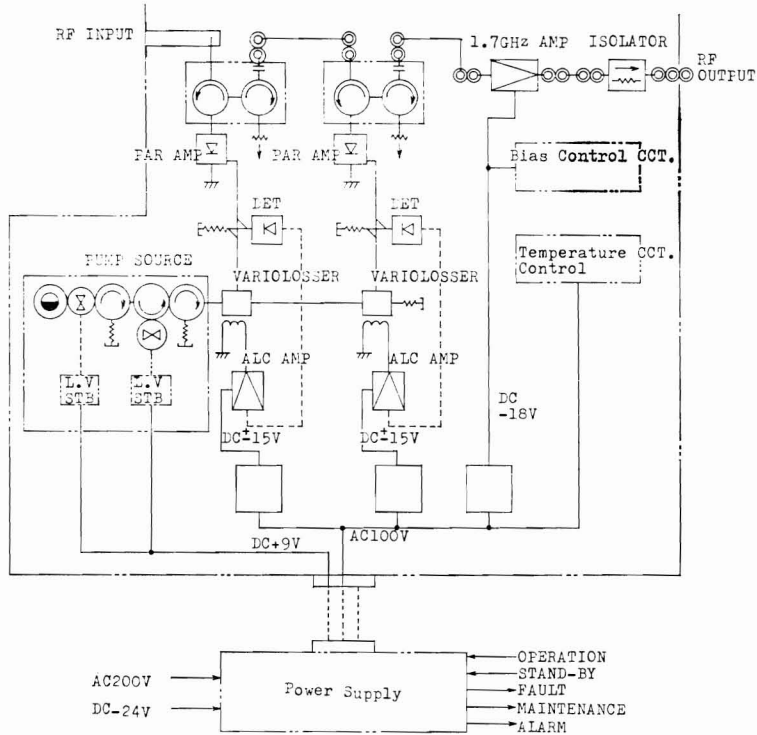 RF INPUT
1.7GHz AMP
ISOLATOR
RF
OUTPUT
PAR AMP
PAR AMP
Bias Control CCT.
DET
DET
PUMP SOURCE
VARIOLOSSER
VARIOLOSSER
Temperature CCT.
Control
ALC AMP
ALC AMP
L.V
STB
L.V
STB
DC
-18V
DC±15V
DC±15V
AC100V
DC+9V
OPERATION
STAND-BY
AC200V
Power Supply
FAULT
DC-24V
MAINTENANCE
ALARM